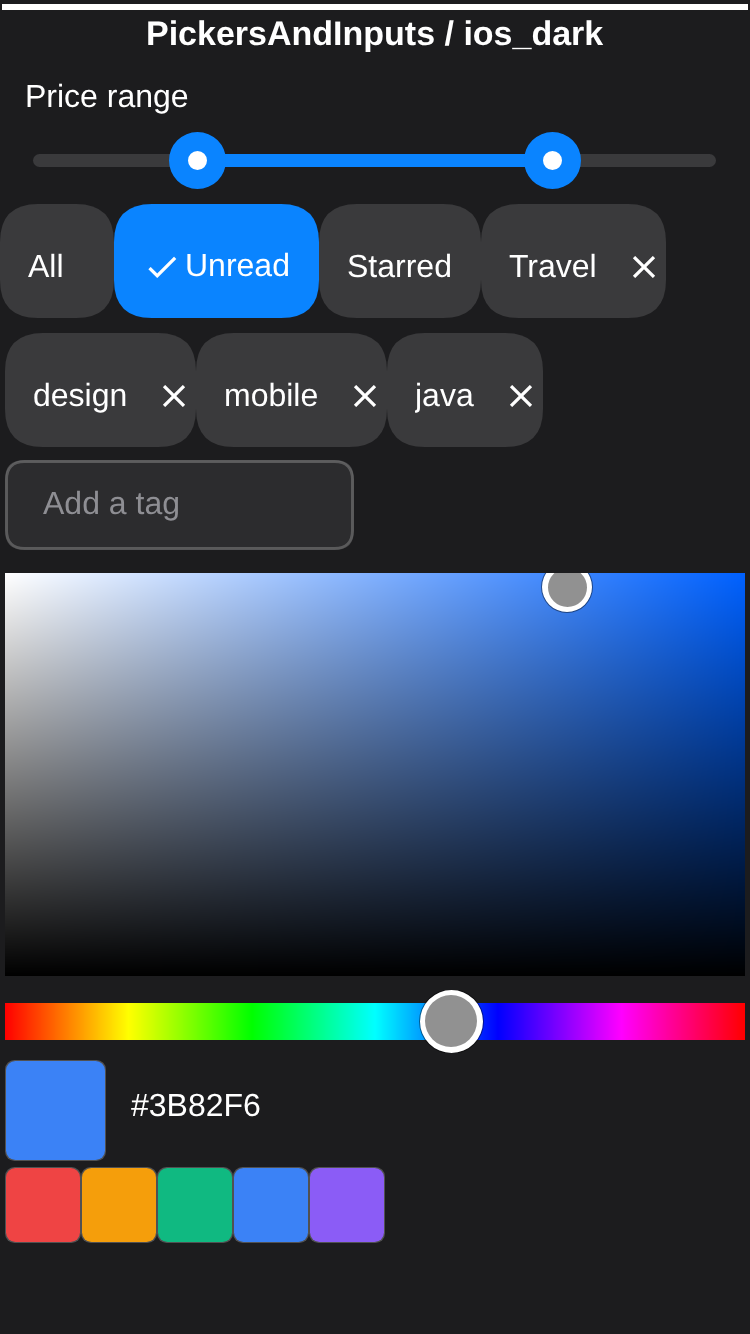 PickersAndInputs / ios_dark
Price range
All Unread Starred Travel
design mobile java
Add a tag
#3B82F6